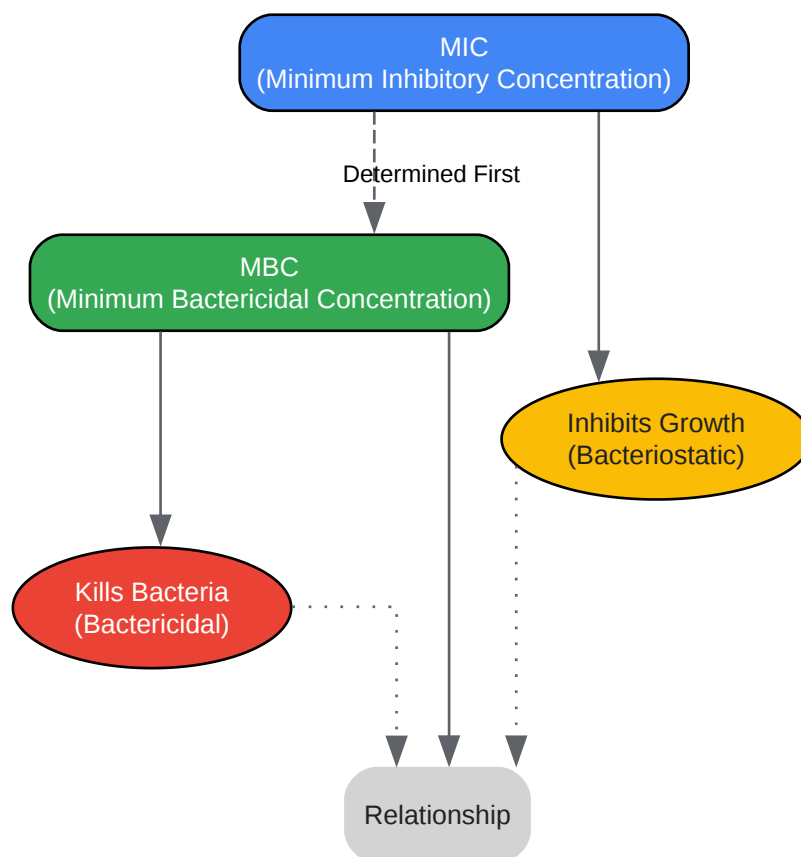 MIC
(Minimum Inhibitory Concentration)
Determined First
MBC
(Minimum Bactericidal Concentration)
Inhibits Growth
(Bacteriostatic)
Kills Bacteria
(Bactericidal)
Relationship